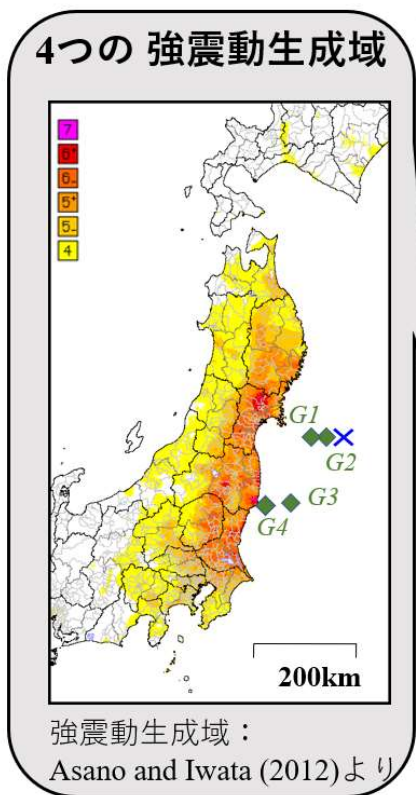 4つの 強震動生成域
7
6+
6-
5+
5-
4
G1
G2
G3
G4
200km
強震動生成域：
Asano and Iwata (2012)より